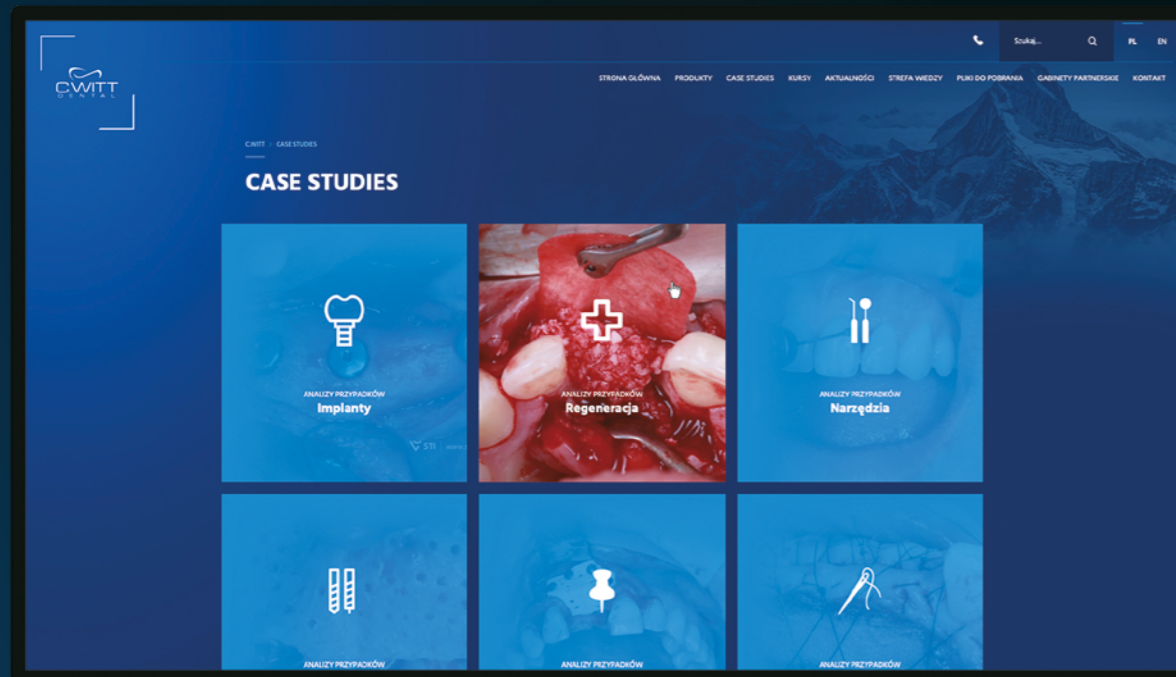 Szukaj...
PL EN
CWITT
DENTAL
STRONA GŁÓWNA PRODUKTY CASE STUDIES KURSY AKTUALNOŚCI STREFA WIEDZY PLIKI DO POBRANIA GABINETY PARTNERSKIE KONTAKT
CWITT > CASE STUDIES
CASE STUDIES
ANALIZY PRZYPADKÓW
Implanty
STI
ANALIZY PRZYPADKÓW
Regeneracja
ANALIZY PRZYPADKÓW
Narzędzia
ANALIZY PRZYPADKÓW
ANALIZY PRZYPADKÓW
ANALIZY PRZYPADKÓW